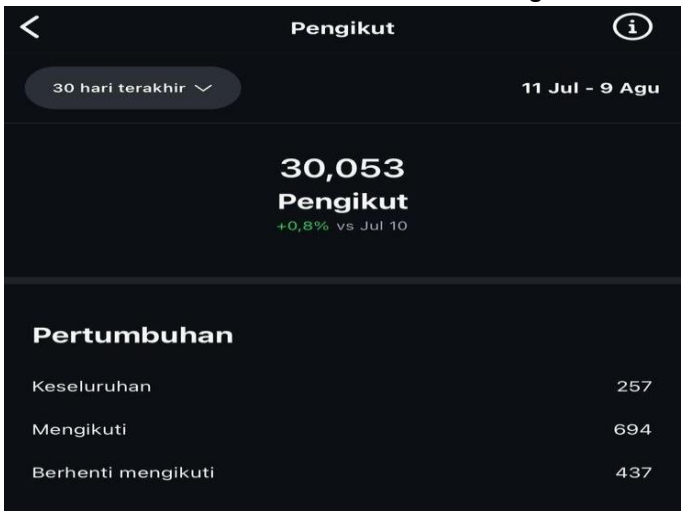 Pengikut
30 hari terakhir
11 Jul - 9 Agu
30,053
Pengikut
+0,8% vs Jul 10
Pertumbuhan
Keseluruhan 257
Mengikuti 694
Berhenti mengikuti 437